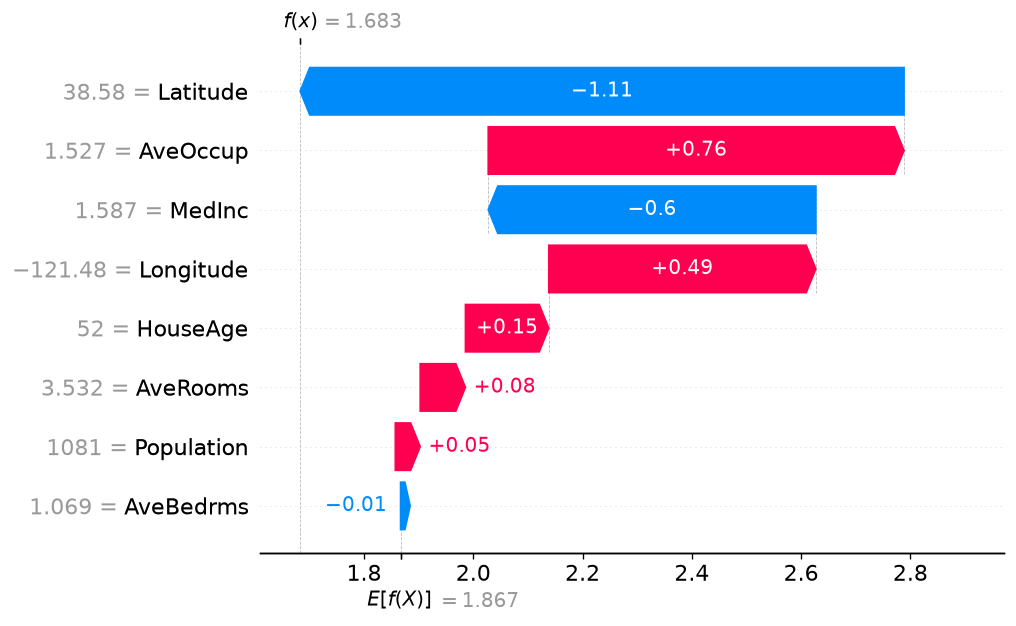 f(x) = 1.683
38.58 = Latitude −1.11
1.527 = AveOccup +0.76
1.587 = MedInc −0.6
−121.48 = Longitude +0.49
52 = HouseAge +0.15
3.532 = AveRooms +0.08
1081 = Population +0.05
1.069 = AveBedrms −0.01
1.8 2.0 2.2 2.4 2.6 2.8
E[f(X)] = 1.867